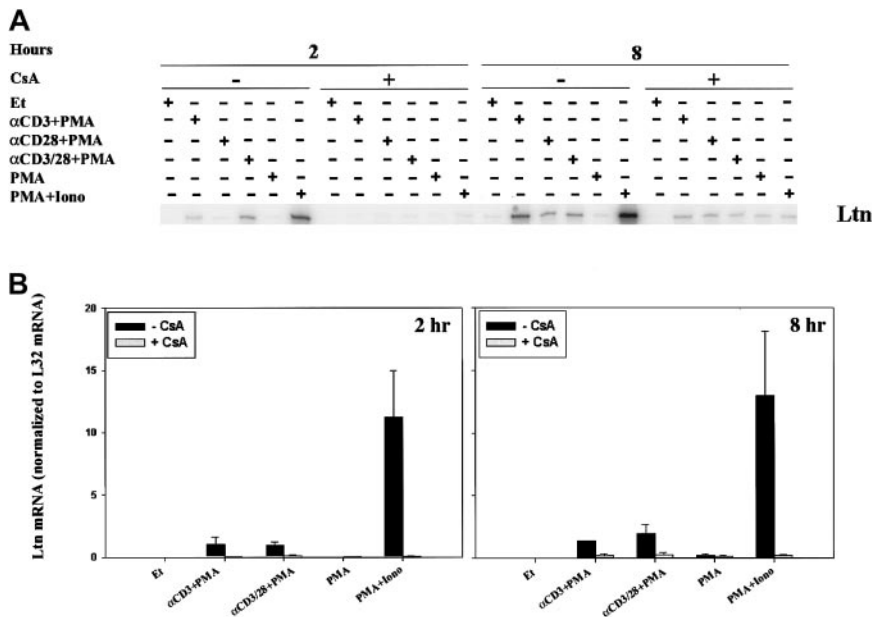 A
Hours 2 8
CsA - + - +
Et + - - - - - + - - - - - + - - - - - + - - - - -
αCD3+PMA - + - - - - - + - - - - - + - - - - - + - - - -
αCD28+PMA - - + - - - - - + - - - - - + - - - - - + - - -
αCD3/28+PMA - - - + - - - - - + - - - - - + - - - - - + - -
PMA - - - - + - - - - - + - - - - - + - - - - - + -
PMA+Iono - - - - - + - - - - - + - - - - - + - - - - - +
Ltn
B
Ltn mRNA (normalized to L32 mRNA)
20
15
10
5
0
- CsA
+ CsA
2 hr
Et αCD3+PMA αCD3/28+PMA PMA PMA+Iono
- CsA
+ CsA
8 hr
Et αCD3+PMA αCD3/28+PMA PMA PMA+Iono